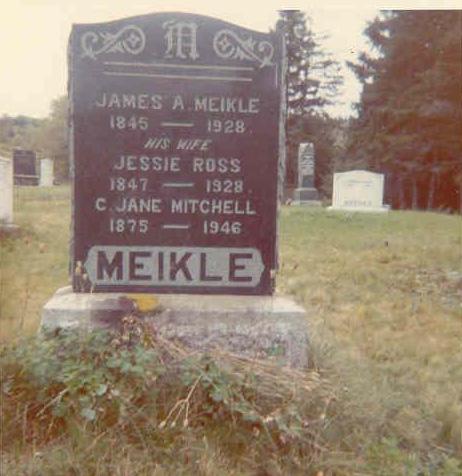 M
JAMES A. MEIKLE
1845 — 1928.
HIS WIFE
JESSIE ROSS
1847 — 1928.
C. JANE MITCHELL
1875 — 1946
MEIKLE